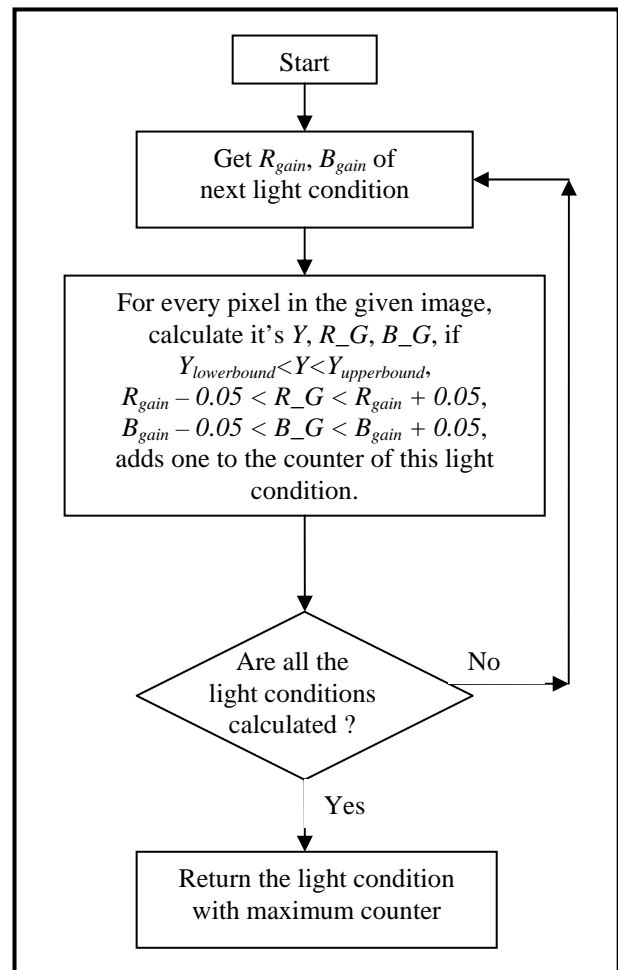 Start
Get R_gain, B_gain of
next light condition
For every pixel in the given image,
calculate it's Y, R_G, B_G, if
Y_lowerbound<Y<Y_upperbound,
R_gain – 0.05 < R_G < R_gain + 0.05,
B_gain – 0.05 < B_G < B_gain + 0.05,
adds one to the counter of this light
condition.
Are all the
light conditions
calculated ?
No
Yes
Return the light condition
with maximum counter